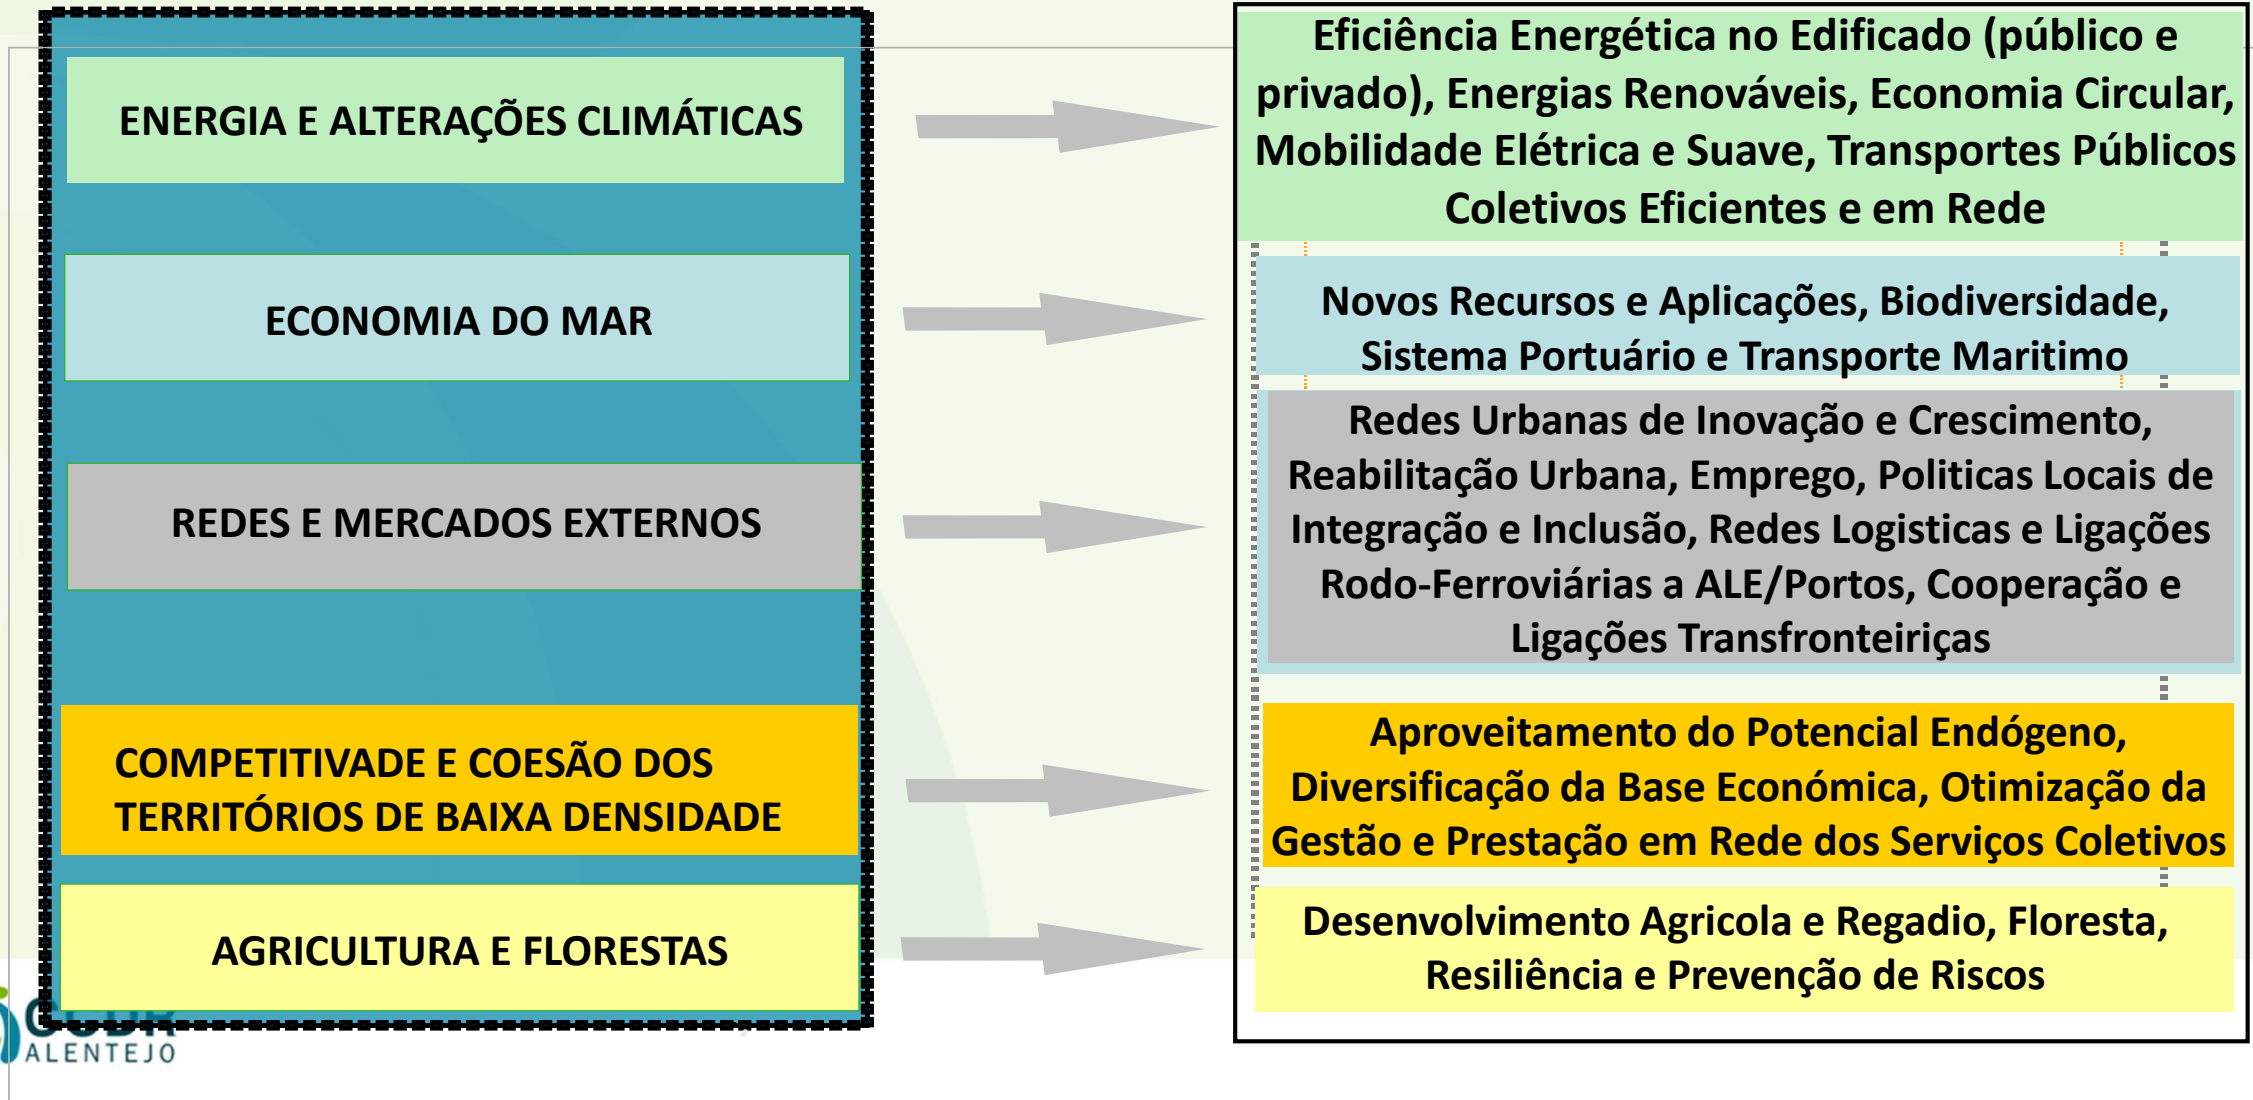 ENERGIA E ALTERAÇÕES CLIMÁTICAS
Eficiência Energética no Edificado (público e
privado), Energias Renováveis, Economia Circular,
Mobilidade Elétrica e Suave, Transportes Públicos
Coletivos Eficientes e em Rede
ECONOMIA DO MAR
Novos Recursos e Aplicações, Biodiversidade,
Sistema Portuário e Transporte Maritimo
REDES E MERCADOS EXTERNOS
Redes Urbanas de Inovação e Crescimento,
Reabilitação Urbana, Emprego, Politicas Locais de
Integração e Inclusão, Redes Logisticas e Ligações
Rodo-Ferroviárias a ALE/Portos, Cooperação e
Ligações Transfronteiriças
COMPETITIVADE E COESÃO DOS
TERRITÓRIOS DE BAIXA DENSIDADE
Aproveitamento do Potencial Endógeno,
Diversificação da Base Económica, Otimização da
Gestão e Prestação em Rede dos Serviços Coletivos
AGRICULTURA E FLORESTAS
Desenvolvimento Agricola e Regadio, Floresta,
Resiliência e Prevenção de Riscos
CCDR
ALENTEJO